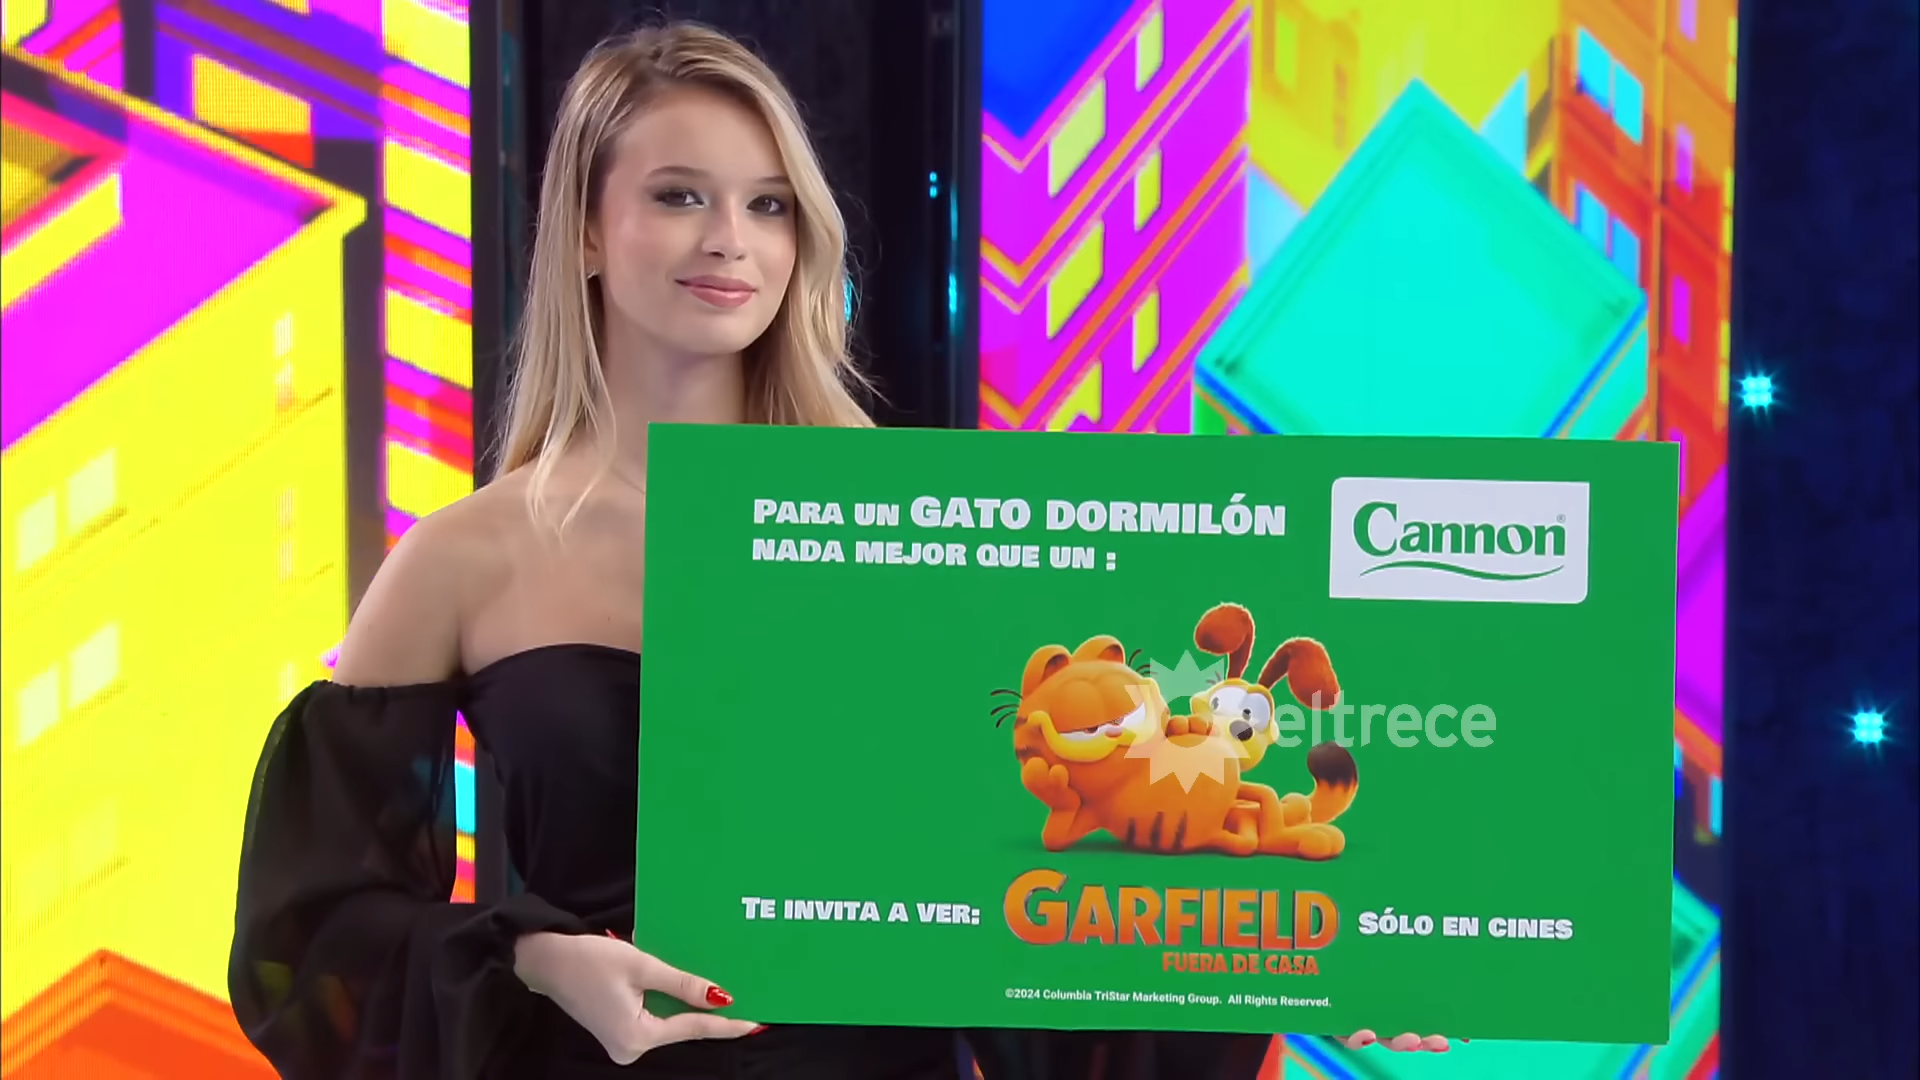 PARA UN GATO DORMILÓN
NADA MEJOR QUE UN :
Cannon®
eltrece
TE INVITA A VER:
GARFIELD
FUERA DE CASA
SÓLO EN CINES
©2024 Columbia TriStar Marketing Group. All Rights Reserved.